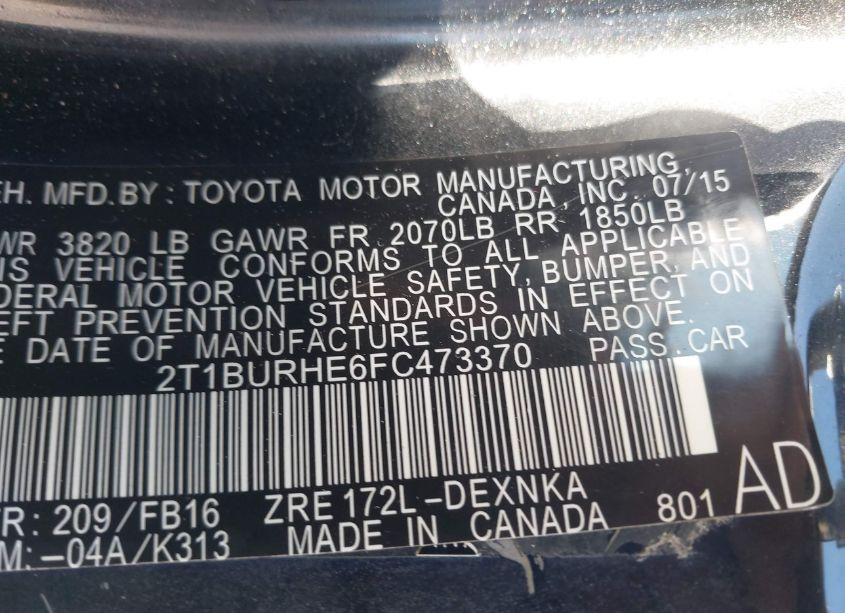 EH. MFD.BY: TOYOTA MOTOR MANUFACTURING,
CANADA, INC. 07/15
WR 3820 LB GAWR FR 2070LB RR 1850LB
IS VEHICLE CONFORMS TO ALL APPLICABLE
DERAL MOTOR VEHICLE SAFETY, BUMPER, AND
EFT PREVENTION STANDARDS IN EFFECT ON
E DATE OF MANUFACTURE SHOWN ABOVE.
2T1BURHE6FC473370 PASS.CAR
TR: 209/FB16 ZRE172L-DEXNKA 801 AD
M: -04A/K313 MADE IN CANADA